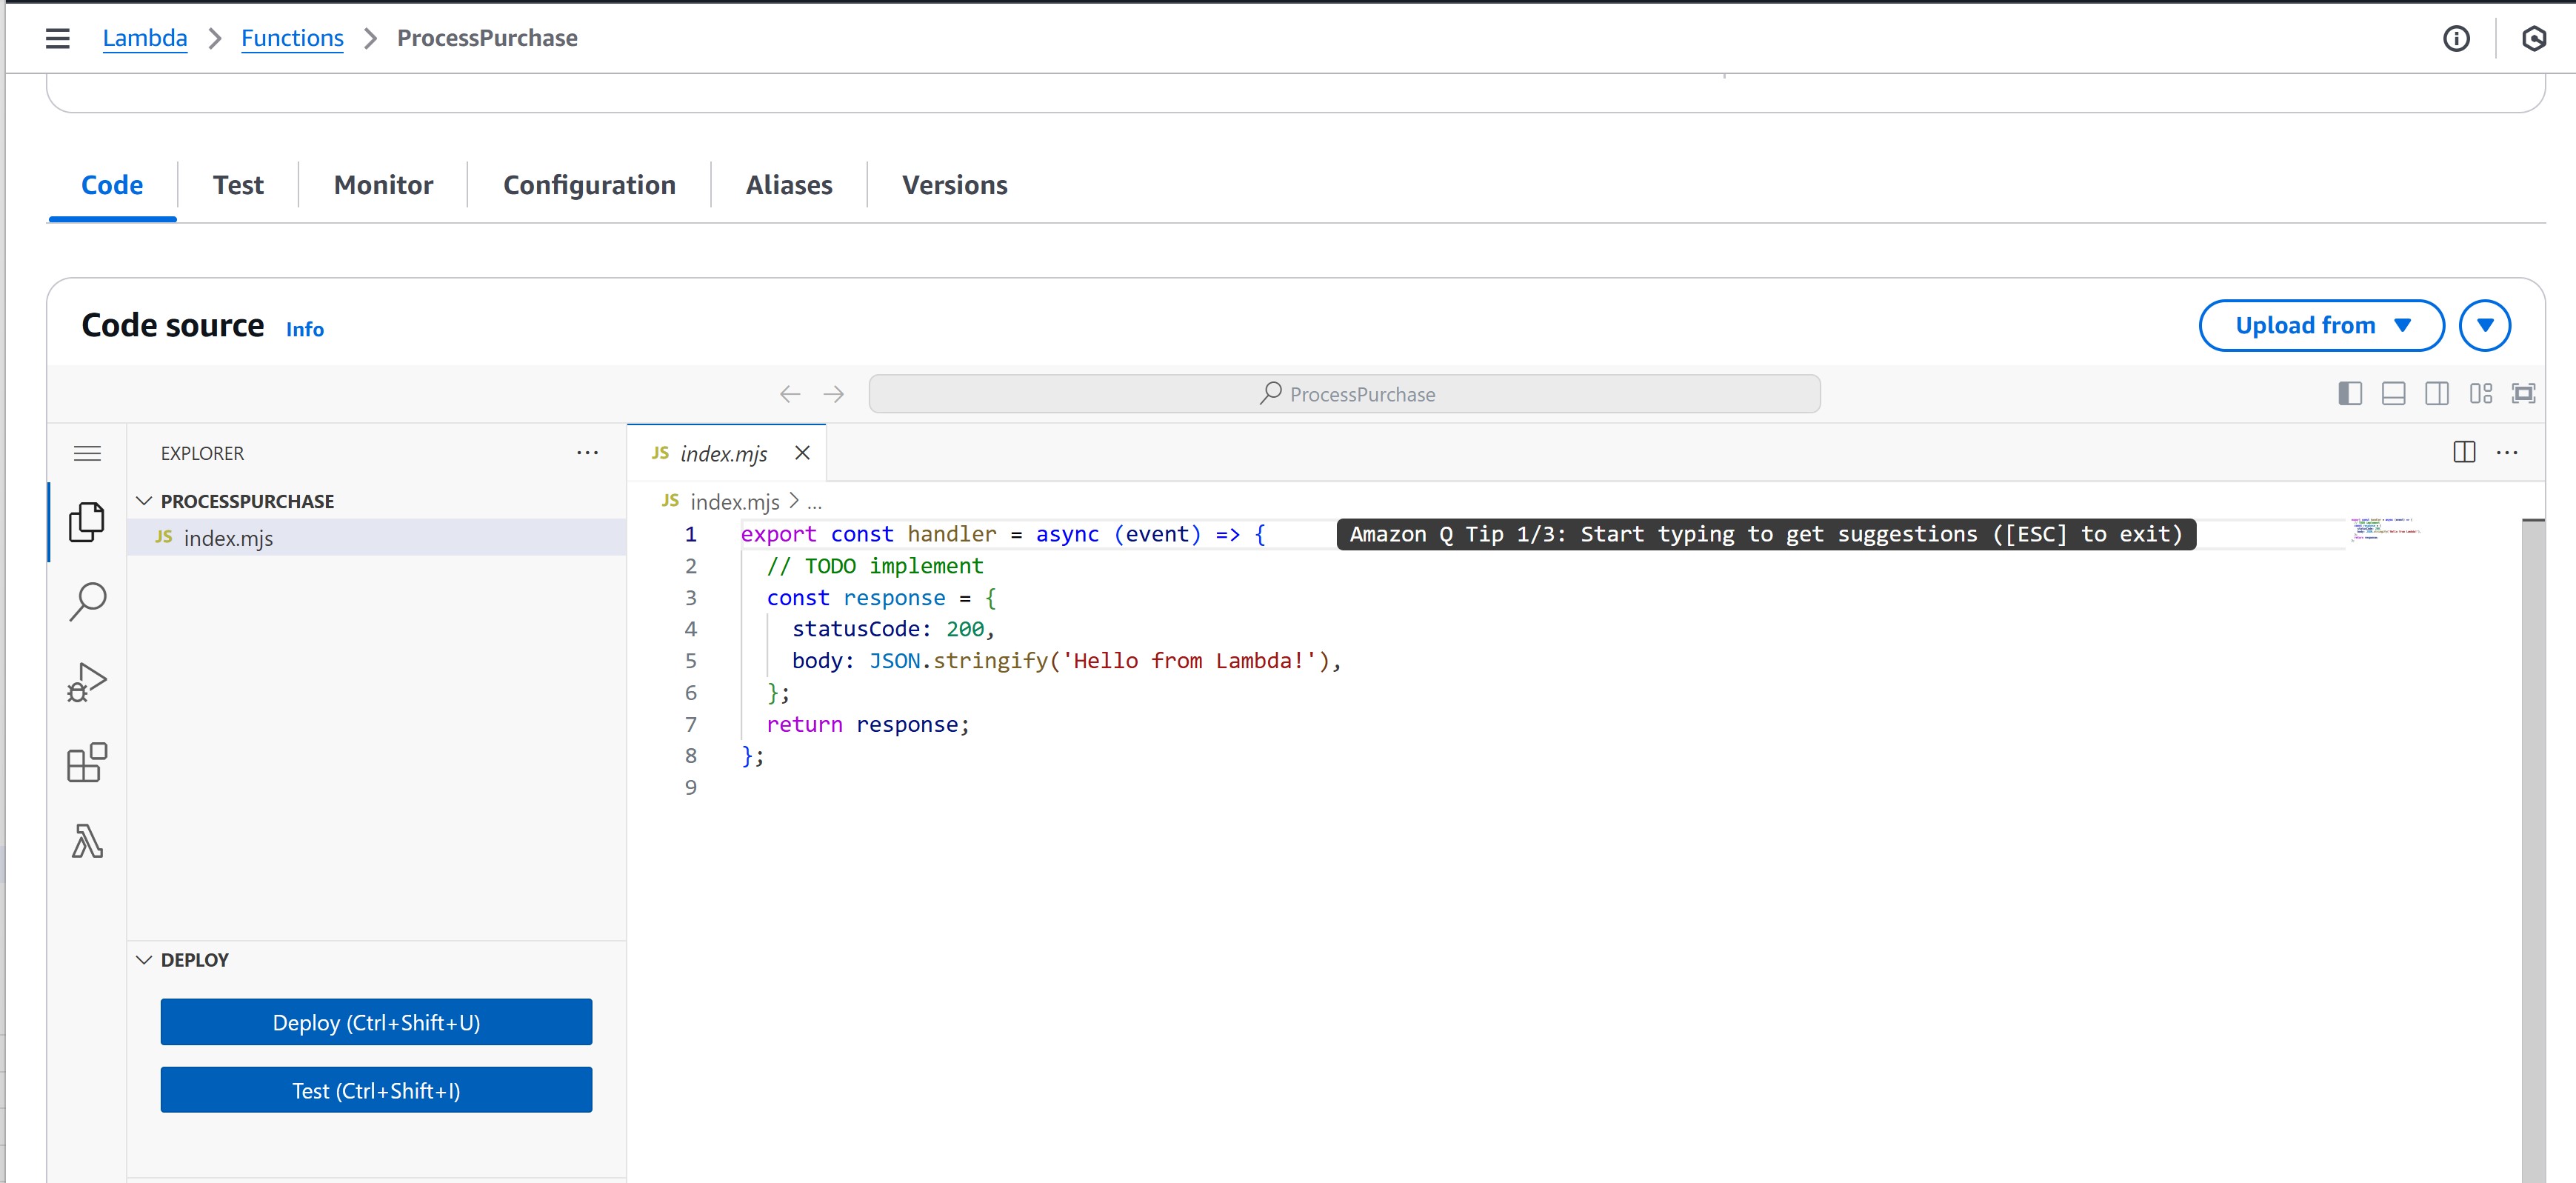 Lambda > Functions > ProcessPurchase
Code Test Monitor Configuration Aliases Versions
Code source Info
Upload from
ProcessPurchase
EXPLORER
PROCESSPURCHASE
JS index.mjs
DEPLOY
Deploy (Ctrl+Shift+U)
Test (Ctrl+Shift+I)
JS index.mjs
JS index.mjs > ...
1 export const handler = async (event) => { Amazon Q Tip 1/3: Start typing to get suggestions ([ESC] to exit)
2 // TODO implement
3 const response = {
4 statusCode: 200,
5 body: JSON.stringify('Hello from Lambda!'),
6 };
7 return response;
8 };
9